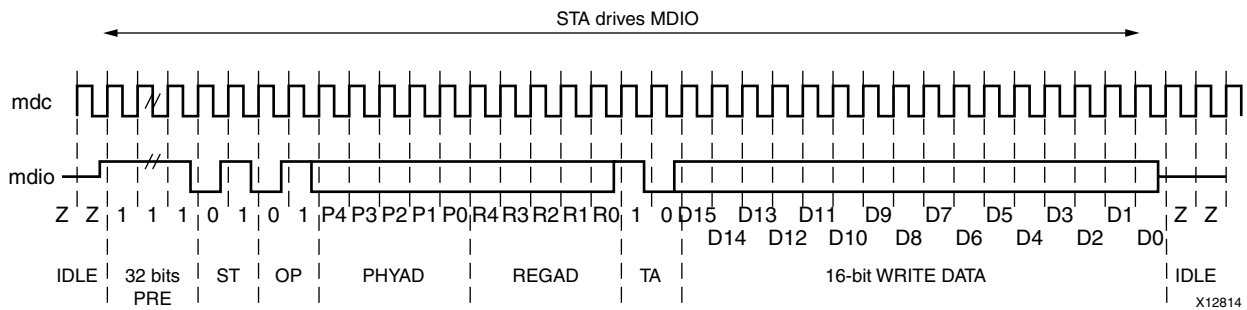 STA drives MDIO
mdc
mdio
Z Z 1 1 1 0 1 0 1 P4 P3 P2 P1 P0 R4 R3 R2 R1 R0 1 0 D15 D13 D11 D9 D7 D5 D3 D1 Z Z
D14 D12 D10 D8 D6 D4 D2 D0
IDLE 32 bits ST OP PHYAD REGAD TA 16-bit WRITE DATA IDLE
PRE
X12814